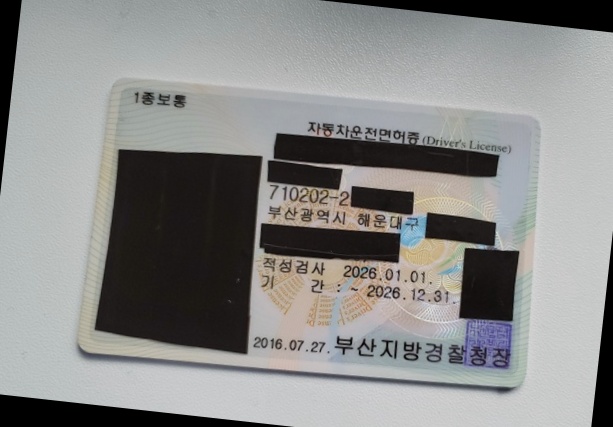 1종보통
자동차운전면허증 (Driver's License)
710202-2
부산광역시 해운대구
적성검사 2026.01.01.
기 간 : ~ 2026.12.31.
2016.07.27. 부산지방경찰청장